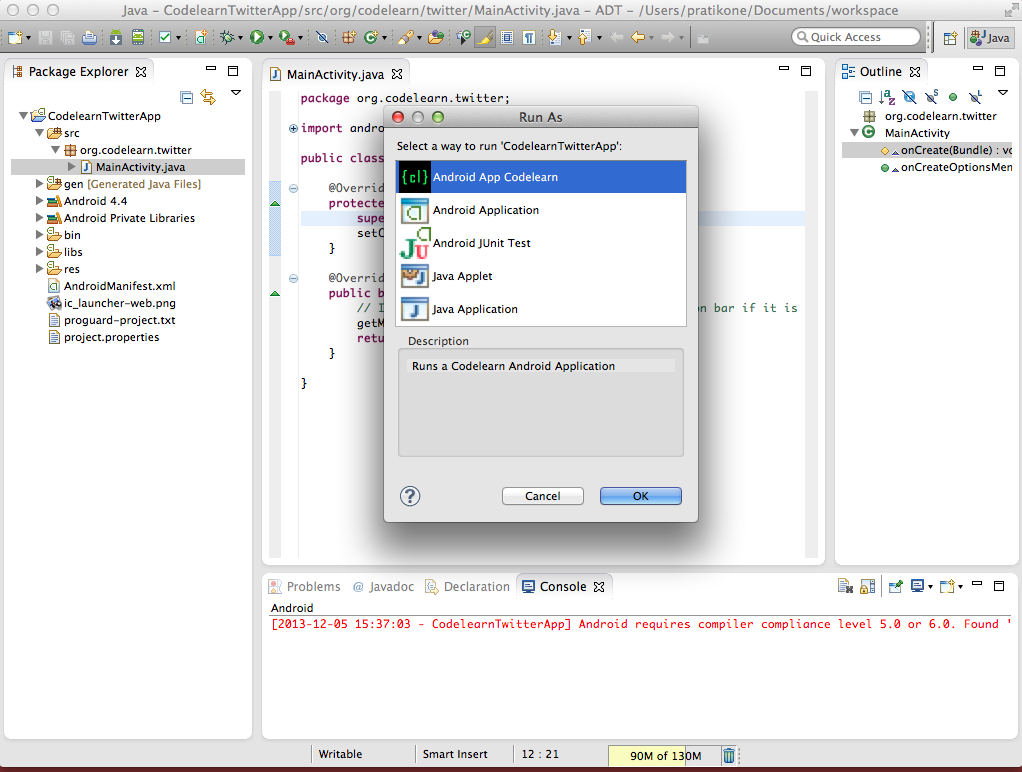 Java – CodelearnTwitterApp/src/org/codelearn/twitter/MainActivity.java – ADT – /Users/pratikone/Documents/workspace
Quick Access
Java
Package Explorer
CodelearnTwitterApp
src
org.codelearn.twitter
MainActivity.java
gen [Generated Java Files]
Android 4.4
Android Private Libraries
bin
libs
res
AndroidManifest.xml
ic_launcher-web.png
proguard-project.txt
project.properties
MainActivity.java
package org.codelearn.twitter;
import andro
public class
@Overrid
protecte
supe
setC
}
@Overrid
public b
// I
n bar if it is
getM
retu
}
}
Run As
Select a way to run 'CodelearnTwitterApp':
{cl} Android App Codelearn
Android Application
Ju Android JUnit Test
Java Applet
J Java Application
Description
Runs a Codelearn Android Application
?
Cancel
OK
Outline
org.codelearn.twitter
MainActivity
onCreate(Bundle) : vo
onCreateOptionsMen
Problems
@ Javadoc
Declaration
Console
Android
[2013-12-05 15:37:03 - CodelearnTwitterApp] Android requires compiler compliance level 5.0 or 6.0. Found '
Writable
Smart Insert
12 : 21
90M of 130M